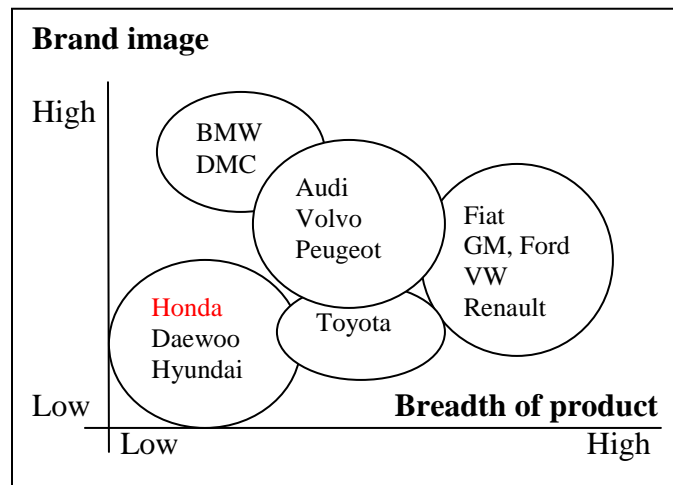 Brand image
High
BMW
DMC
Audi
Volvo
Peugeot
Fiat
GM, Ford
VW
Renault
Honda
Daewoo
Hyundai
Toyota
Low
Breadth of product
Low
High